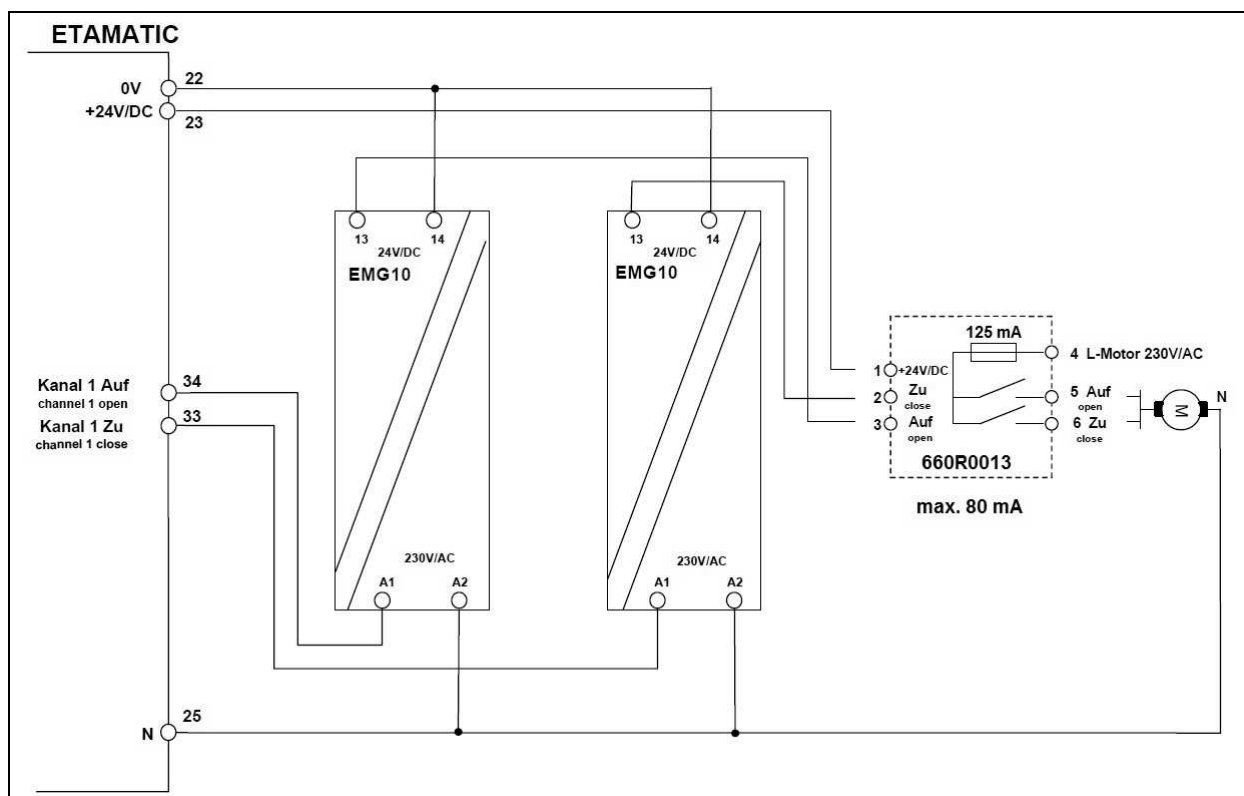 ETAMATIC
0V
22
+24V/DC
23
13
14
24V/DC
EMG10
13
14
24V/DC
EMG10
Kanal 1 Auf
channel 1 open
34
Kanal 1 Zu
channel 1 close
33
125 mA
1
+24V/DC
2
Zu
close
3
Auf
open
4 L-Motor 230V/AC
5 Auf
open
6 Zu
close
M
N
660R0013
max. 80 mA
230V/AC
A1
A2
230V/AC
A1
A2
N
25